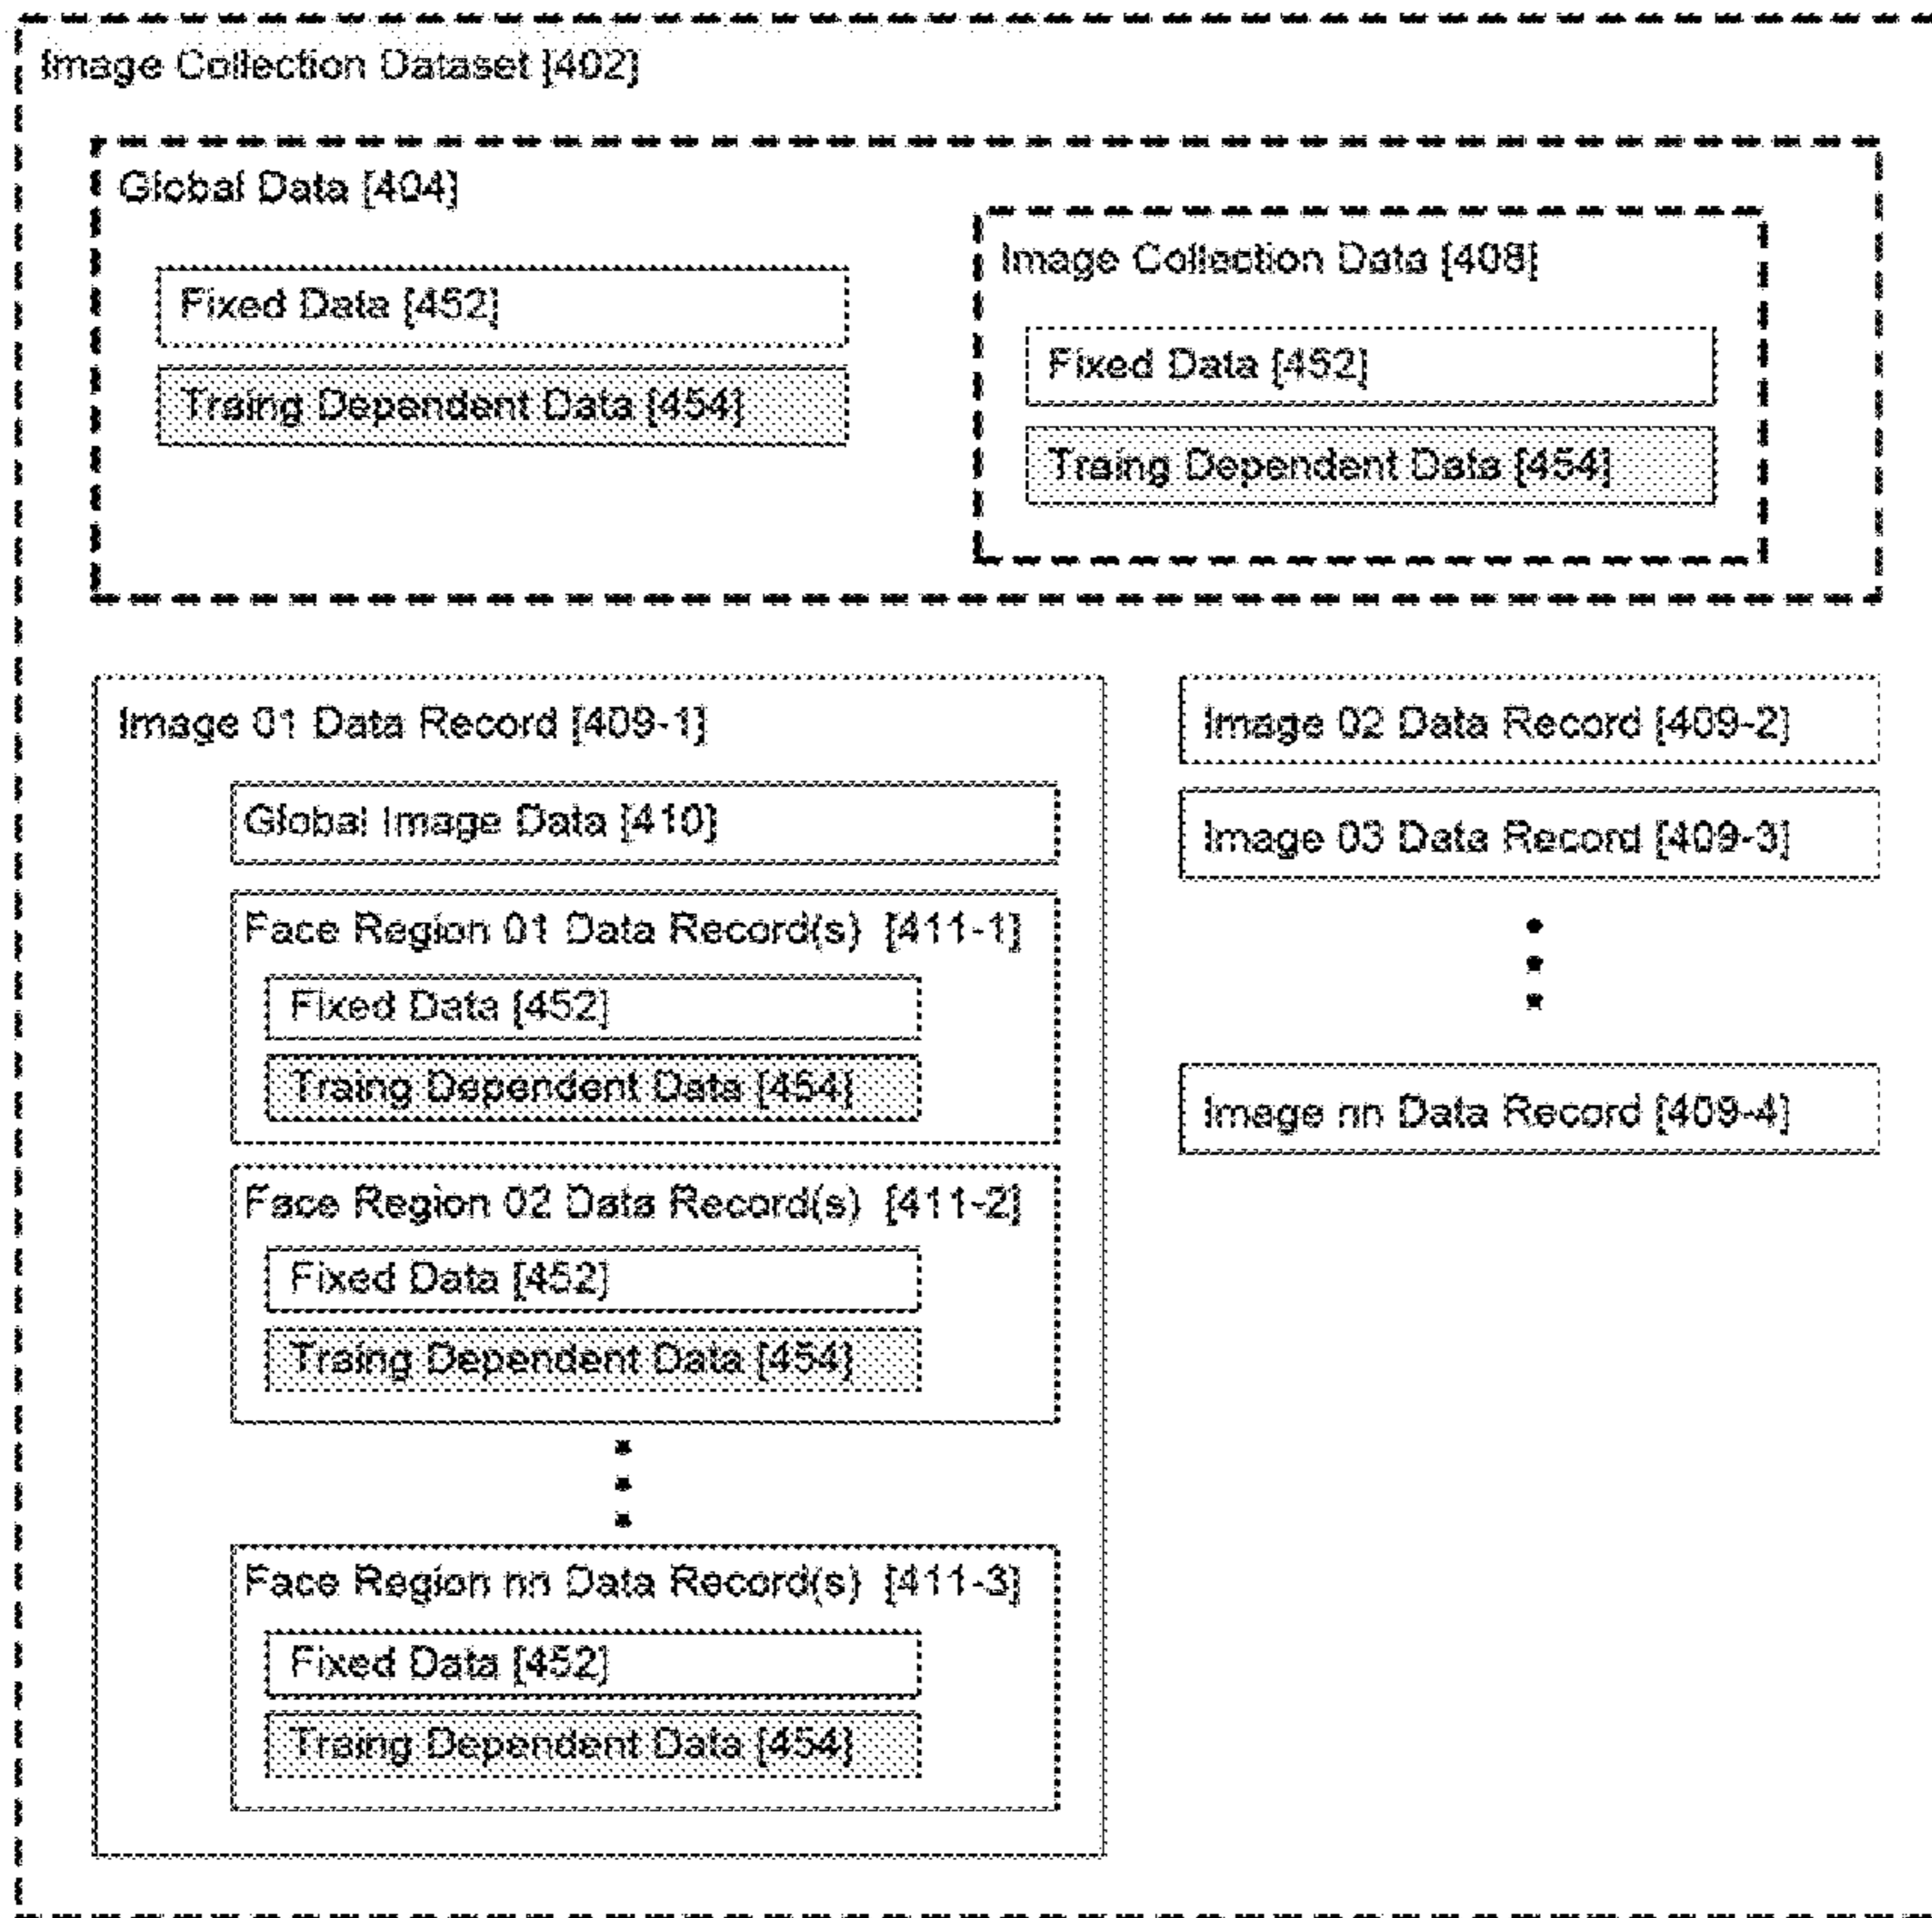 Image Collection Dataset [402]
Global Data [404]
Fixed Data [452]
Traing Dependent Data [454]
Image Collection Data [408]
Fixed Data [452]
Traing Dependent Data [454]
Image 01 Data Record [409-1]
Global Image Data [410]
Face Region 01 Data Record(s) [411-1]
Fixed Data [452]
Traing Dependent Data [454]
Face Region 02 Data Record(s) [411-2]
Fixed Data [452]
Traing Dependent Data [454]
Face Region nn Data Record(s) [411-3]
Fixed Data [452]
Traing Dependent Data [454]
Image 02 Data Record [409-2]
Image 03 Data Record [409-3]
Image nn Data Record [409-4]